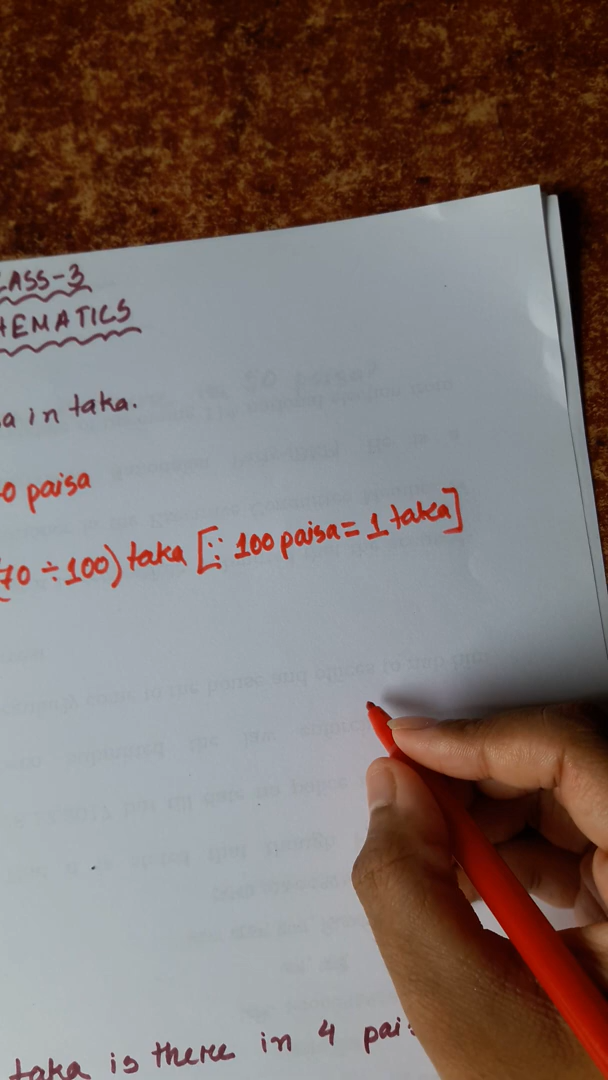 LASS-3
HEMATICS
a in taka.
0 paisa
(70 ÷ 100) taka [∵ 100 paisa = 1 taka]
taka is there in 4 pai